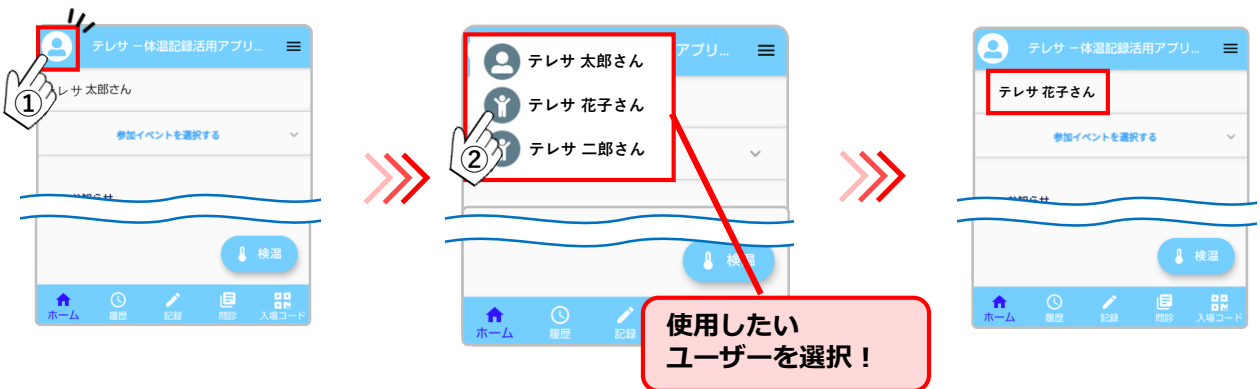 テレサ ー体温記録活用アプリ...
①
レサ 太郎さん
参加イベントを選択する
検温
ホーム
履歴
記録
問診
入場コード
アプリ...
テレサ 太郎さん
テレサ 花子さん
②
テレサ 二郎さん
検
ホーム
履歴
記録
使用したい
ユーザーを選択！
テレサ ー体温記録活用アプリ...
テレサ 花子さん
参加イベントを選択する
検温
ホーム
履歴
記録
問診
入場コード